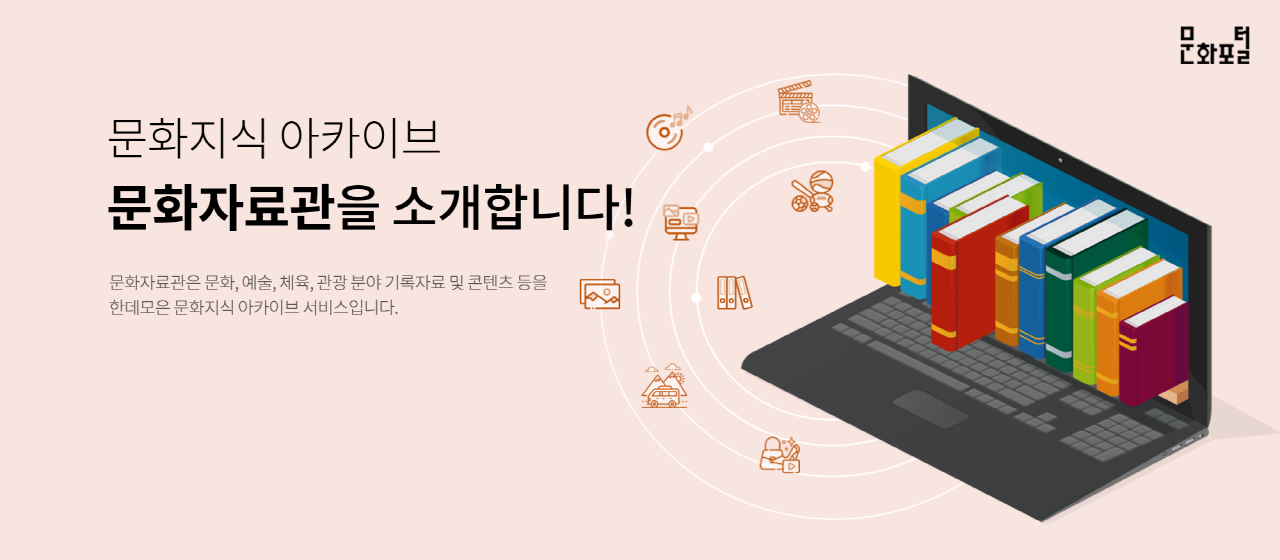 문화포털
문화지식 아카이브
문화자료관을 소개합니다!
문화자료관은 문화, 예술, 체육, 관광 분야 기록자료 및 콘텐츠 등을
한데모은 문화지식 아카이브 서비스입니다.